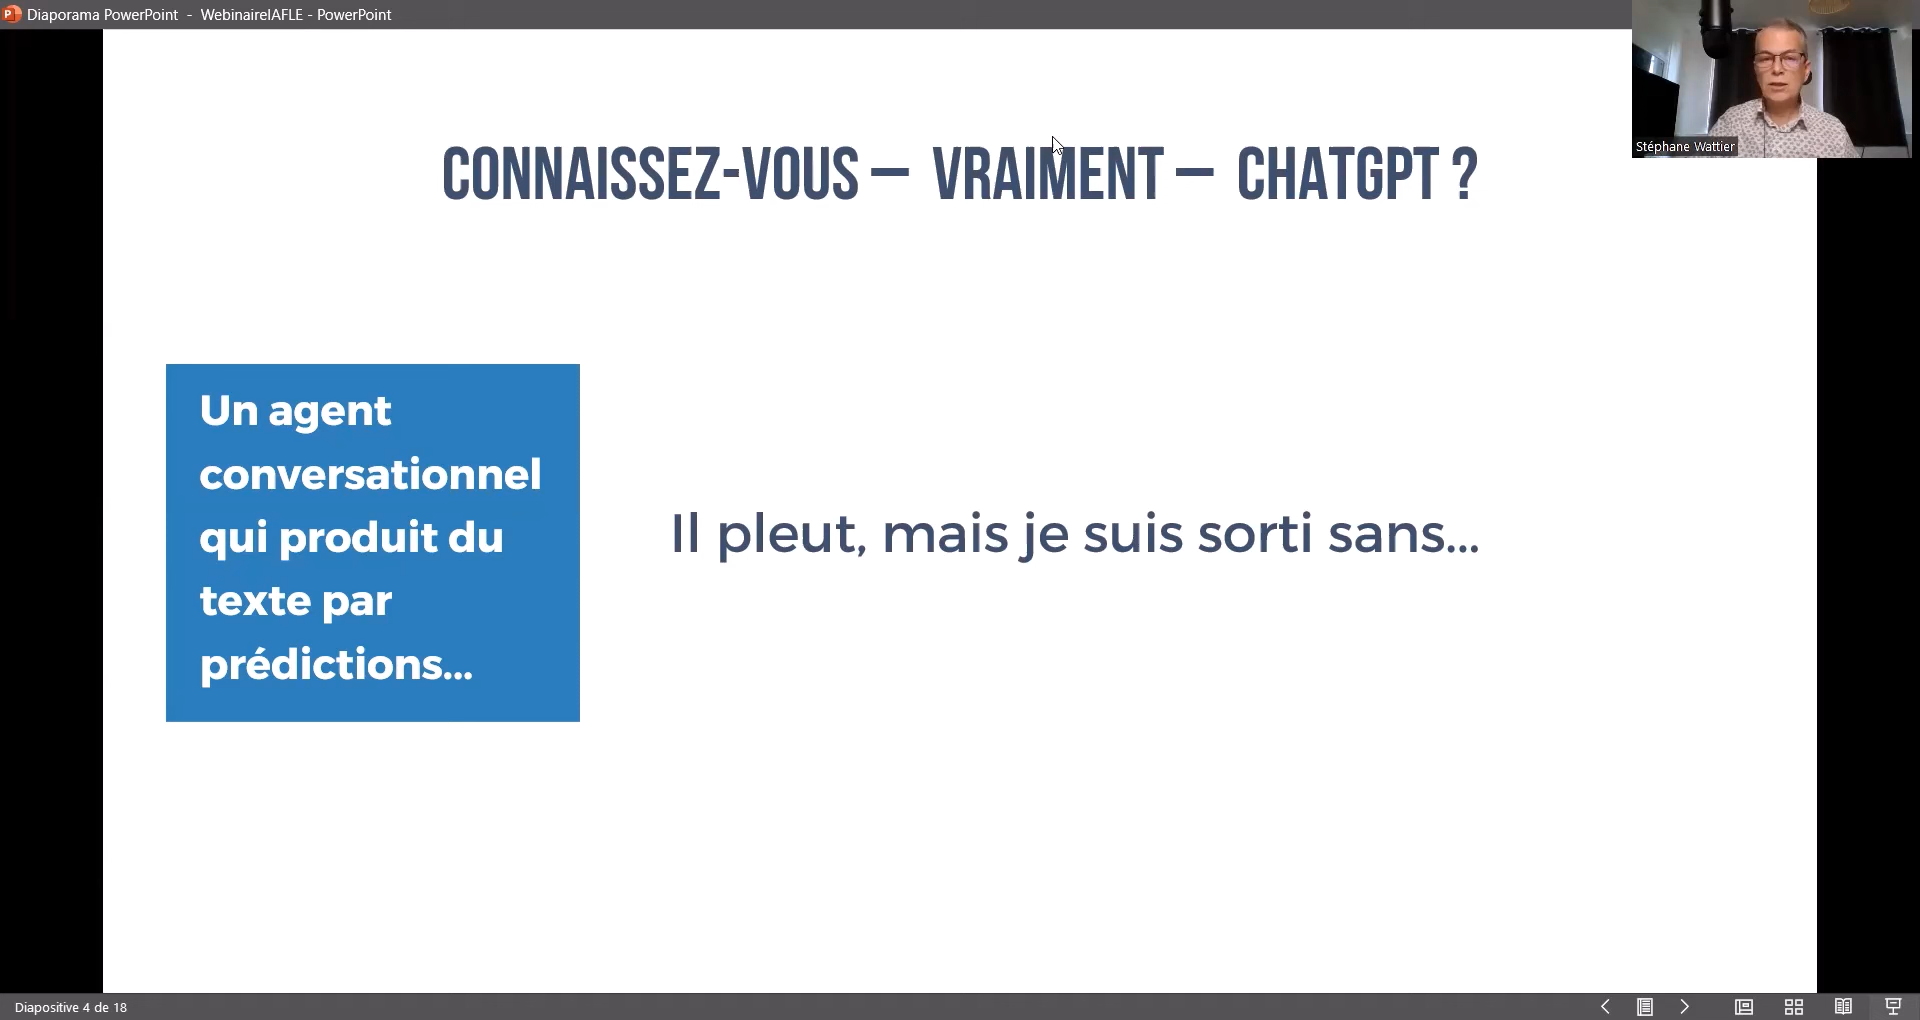 Diaporama PowerPoint - WebinaireIAFLE - PowerPoint
Stéphane Wattier
CONNAISSEZ-VOUS – VRAIMENT – CHATGPT ?
Un agent
conversationnel
qui produit du
texte par
prédictions...
Il pleut, mais je suis sorti sans...
Diapositive 4 de 18